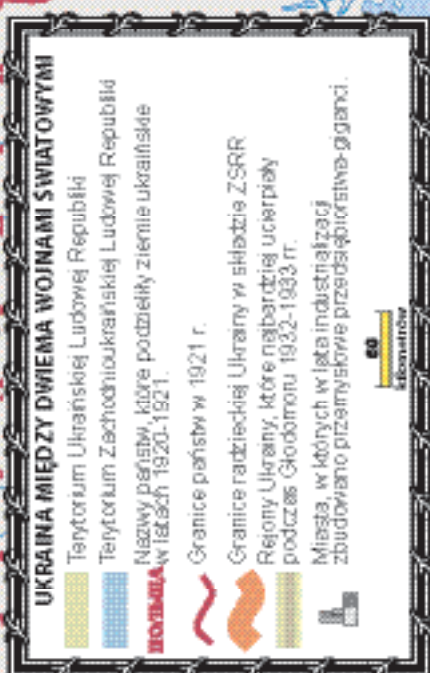 UKRAINA MIĘDZY DWIEMA WOJNAMI ŚWIATOWYMI
Terytorium Ukraińskiej Ludowej Republiki
Terytorium Zachodnioukraińskiej Ludowej Republiki
ПОЛЬЩА
Nazwy państw, które podzieliły ziemie ukraińskie
w latach 1920-1921.
Granice państw w 1921 r.
Granice radzieckiej Ukrainy w składzie ZSRR
Rejony Ukrainy, które najbardziej ucierpiały
podczas Głodomoru 1932-1933 rr.
Miasta, w których w lata industrializacji
zbudowano przemysłowe przedsiębiorstwa-giganci.
60
kilometrów